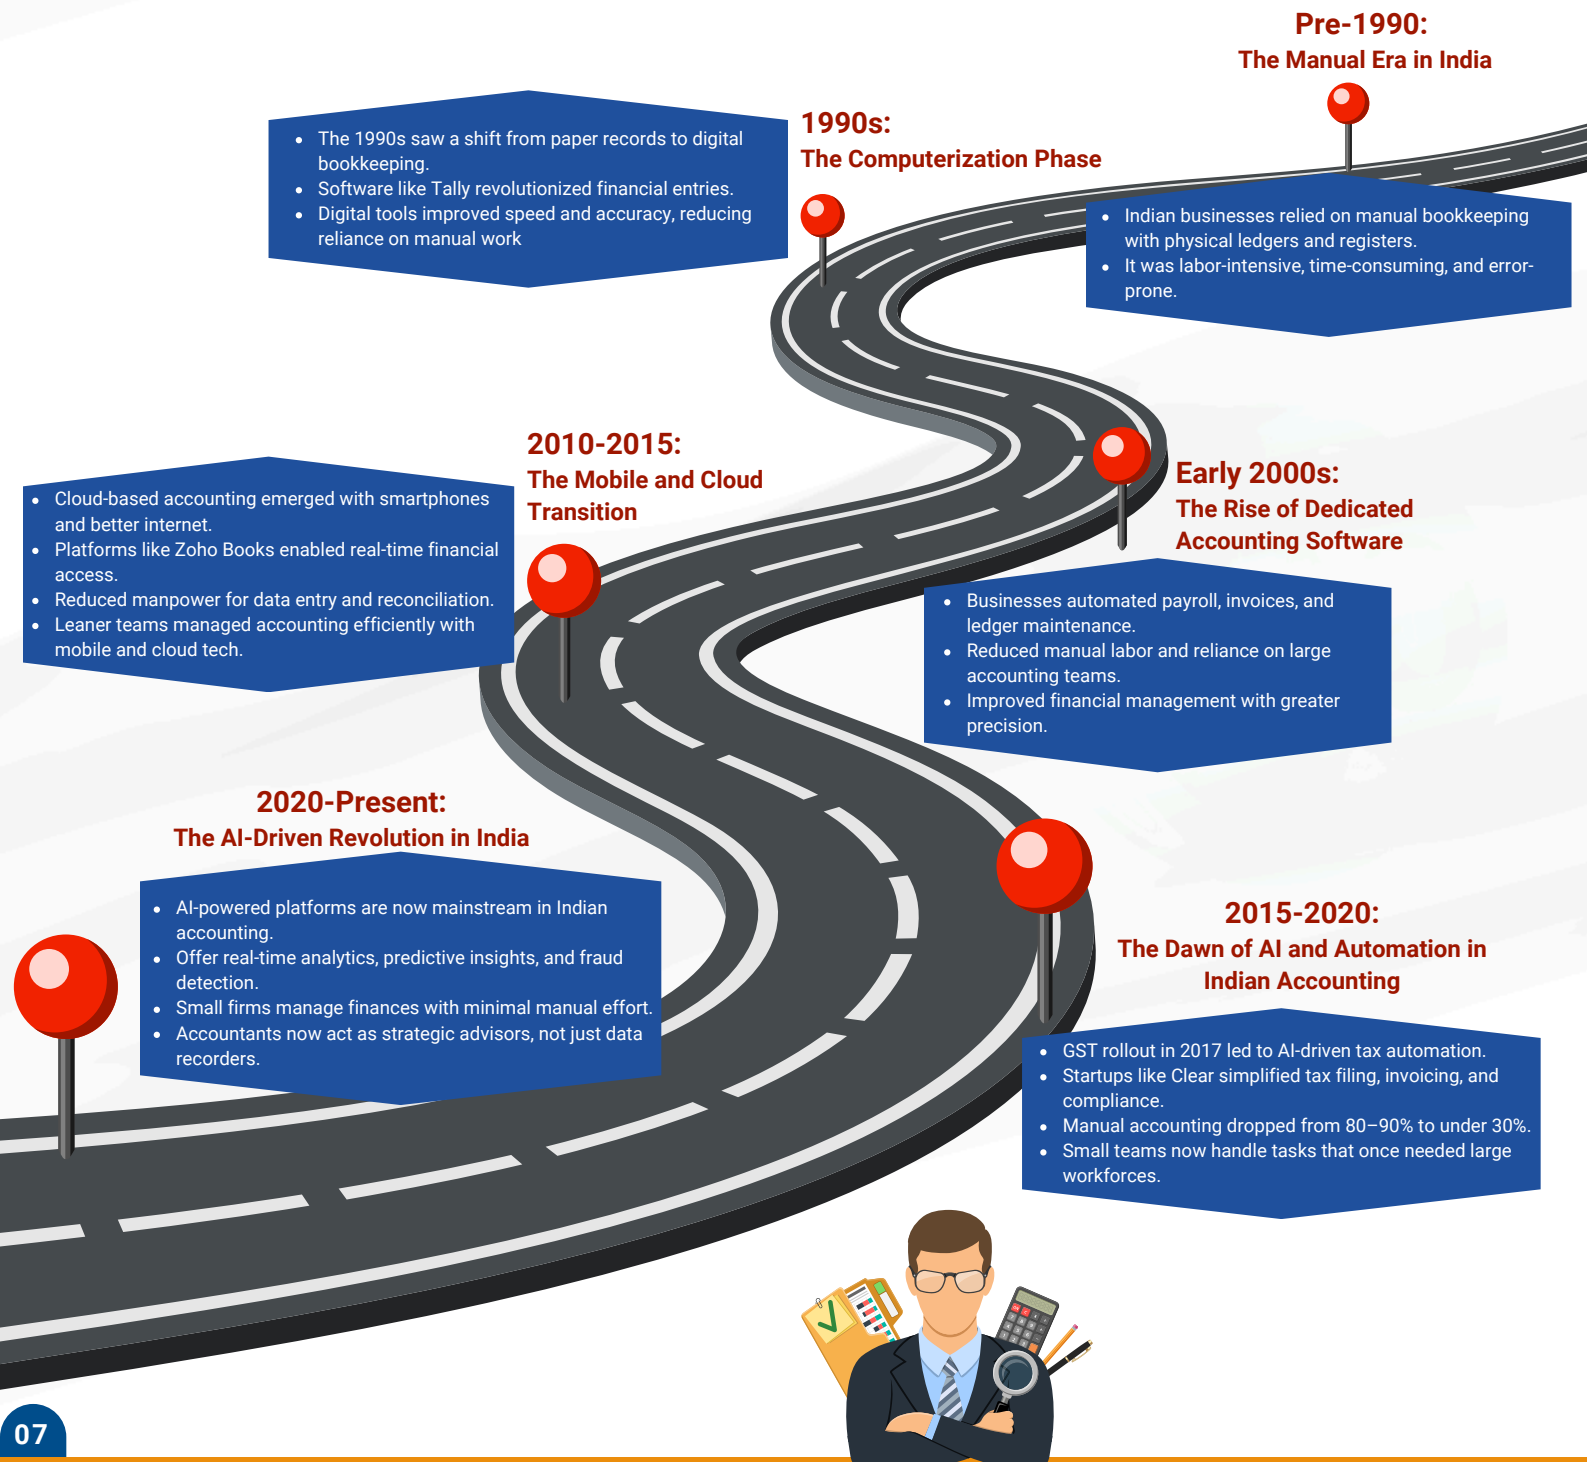 Pre-1990:
The Manual Era in India
• Indian businesses relied on manual bookkeeping
with physical ledgers and registers.
• It was labor-intensive, time-consuming, and error-
prone.
1990s:
The Computerization Phase
• The 1990s saw a shift from paper records to digital
bookkeeping.
• Software like Tally revolutionized financial entries.
• Digital tools improved speed and accuracy, reducing
reliance on manual work
Early 2000s:
The Rise of Dedicated
Accounting Software
• Businesses automated payroll, invoices, and
ledger maintenance.
• Reduced manual labor and reliance on large
accounting teams.
• Improved financial management with greater
precision.
2010-2015:
The Mobile and Cloud
Transition
• Cloud-based accounting emerged with smartphones
and better internet.
• Platforms like Zoho Books enabled real-time financial
access.
• Reduced manpower for data entry and reconciliation.
• Leaner teams managed accounting efficiently with
mobile and cloud tech.
2015-2020:
The Dawn of AI and Automation in
Indian Accounting
• GST rollout in 2017 led to AI-driven tax automation.
• Startups like Clear simplified tax filing, invoicing, and
compliance.
• Manual accounting dropped from 80–90% to under 30%.
• Small teams now handle tasks that once needed large
workforces.
2020-Present:
The AI-Driven Revolution in India
• AI-powered platforms are now mainstream in Indian
accounting.
• Offer real-time analytics, predictive insights, and fraud
detection.
• Small firms manage finances with minimal manual effort.
• Accountants now act as strategic advisors, not just data
recorders.
07